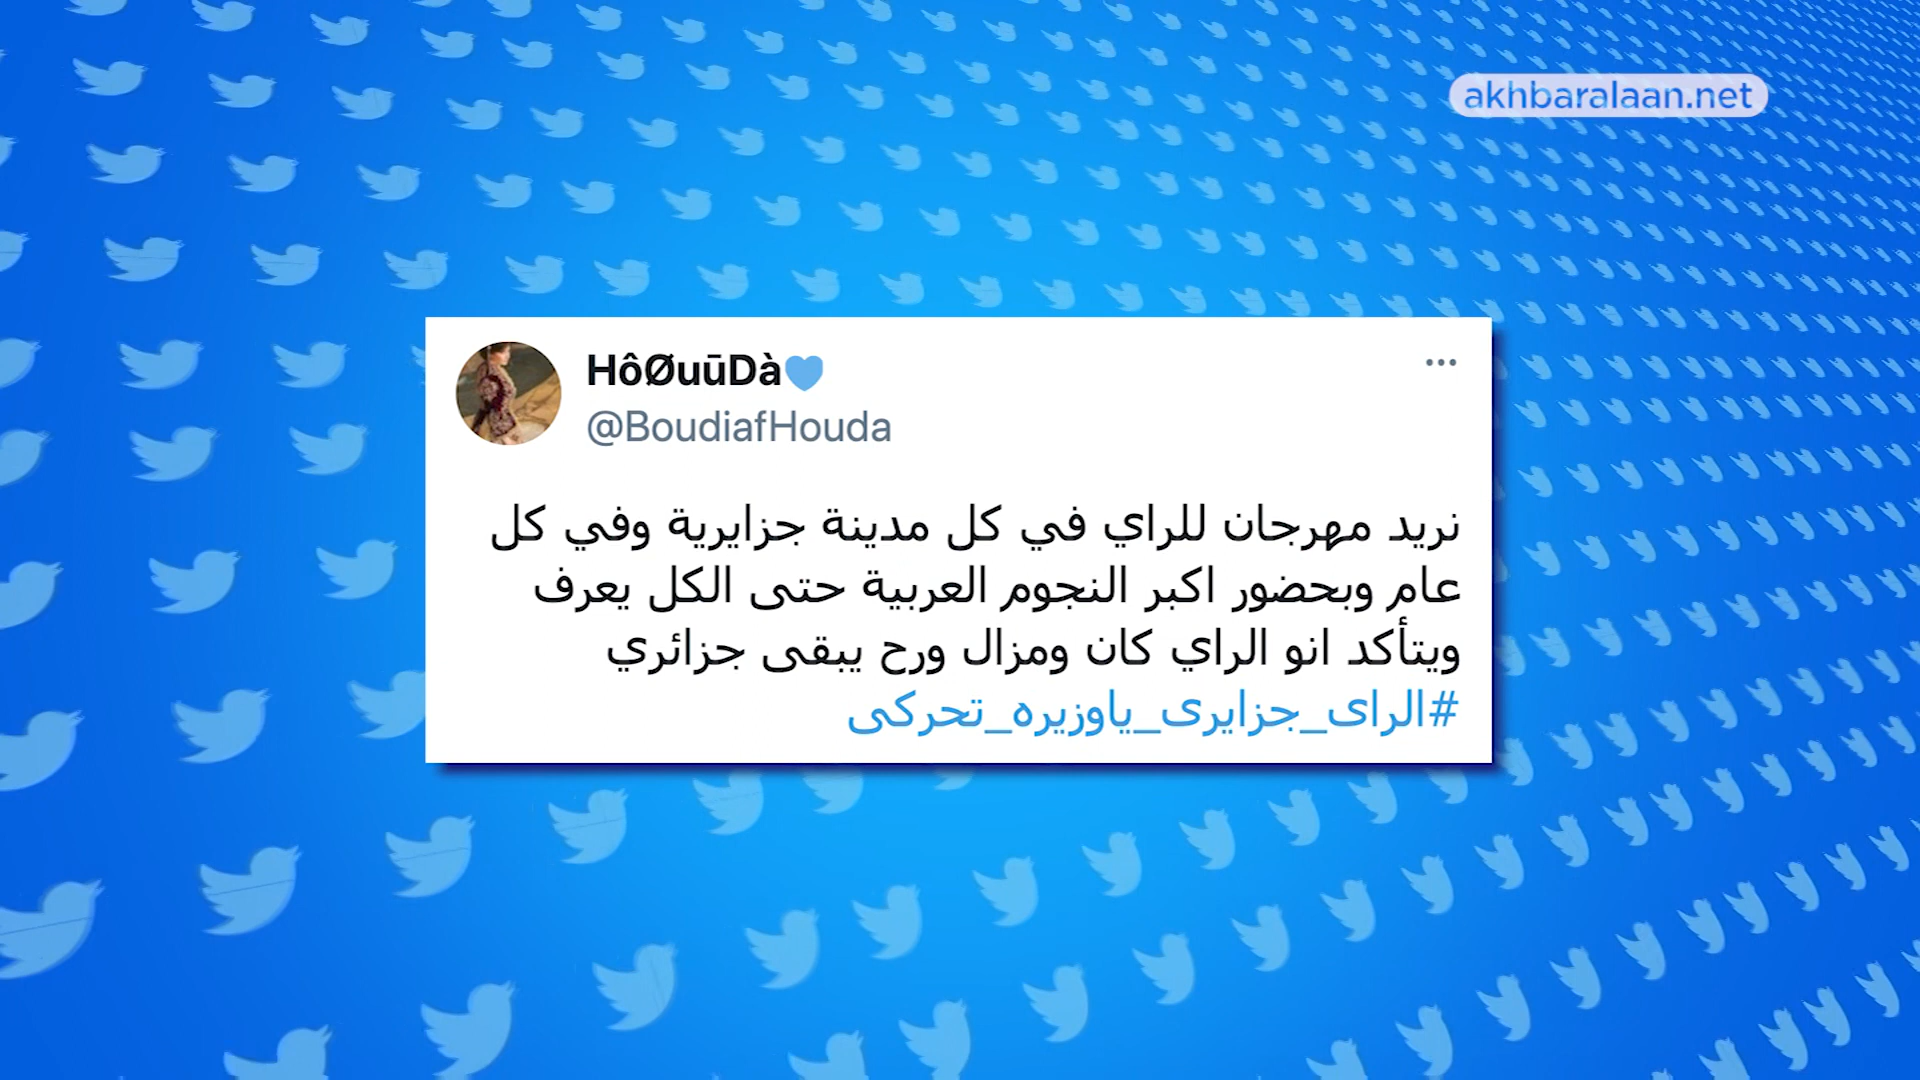 akhbaralaan.net
HôØuūDà💙
@BoudiafHouda
نريد مهرجان للراي في كل مدينة جزايرية وفي كل
عام وبحضور اكبر النجوم العربية حتى الكل يعرف
ويتأكد انو الراي كان ومزال ورح يبقى جزائري
#الراى_جزايرى_ياوزيره_تحركى